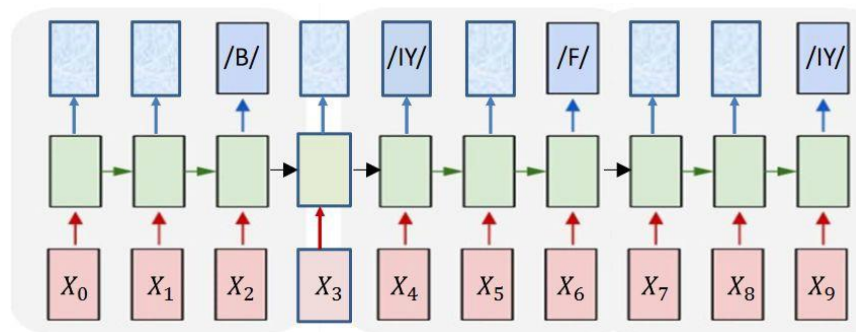 /B/ /IY/ /F/ /IY/
X₀ X₁ X₂ X₃ X₄ X₅ X₆ X₇ X₈ X₉